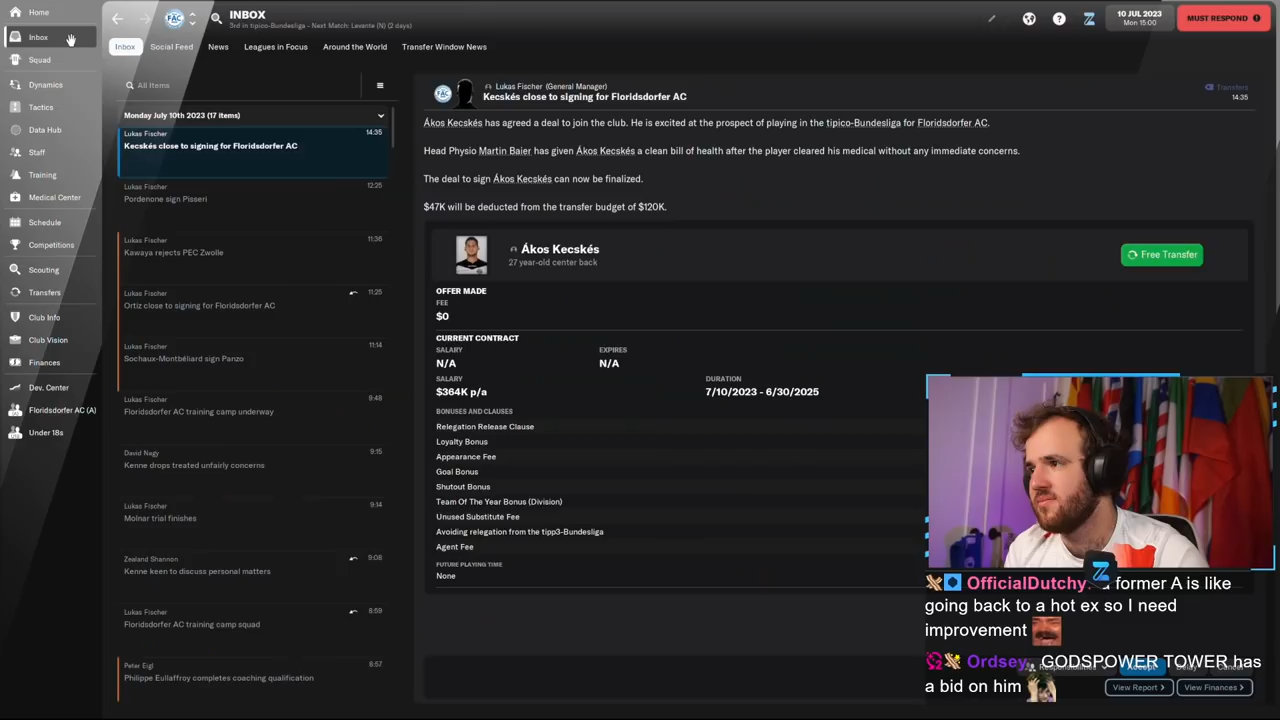 Home
Inbox
Squad
Dynamics
Tactics
Data Hub
Staff
Training
Medical Center
Schedule
Competitions
Scouting
Transfers
Club Info
Club Vision
Finances
Dev. Center
Floridsdorfer AC (A)
Under 18s
INBOX
3rd in tipico-Bundesliga - Next Match: Levante (N) (2 days)
10 JUL 2023
Mon 15:00
MUST RESPOND
Inbox
Social Feed
News
Leagues in Focus
Around the World
Transfer Window News
All Items
Monday July 10th 2023 (17 items)
Lukas Fischer 14:35
Kecskés close to signing for Floridsdorfer AC
Lukas Fischer 12:25
Pordenone sign Pisseri
Lukas Fischer 11:36
Kawaya rejects PEC Zwolle
Lukas Fischer 11:25
Ortiz close to signing for Floridsdorfer AC
Lukas Fischer 11:14
Sochaux-Montbéliard sign Panzo
Lukas Fischer 9:48
Floridsdorfer AC training camp underway
David Nagy 9:15
Kenne drops treated unfairly concerns
Lukas Fischer 9:14
Molnar trial finishes
Zealand Shannon 9:08
Kenne keen to discuss personal matters
Lukas Fischer 8:59
Floridsdorfer AC training camp squad
Peter Eigl 8:57
Philippe Eullaffroy completes coaching qualification
Lukas Fischer (General Manager)
Kecskés close to signing for Floridsdorfer AC
Transfers
14:35
Ákos Kecskés has agreed a deal to join the club. He is excited at the prospect of playing in the tipico-Bundesliga for Floridsdorfer AC.
Head Physio Martin Baier has given Ákos Kecskés a clean bill of health after the player cleared his medical without any immediate concerns.
The deal to sign Ákos Kecskés can now be finalized.
$47K will be deducted from the transfer budget of $120K.
Ákos Kecskés
27 year-old center back
Free Transfer
OFFER MADE
FEE
$0
CURRENT CONTRACT
SALARY EXPIRES
N/A N/A
SALARY DURATION
$364K p/a 7/10/2023 - 6/30/2025
BONUSES AND CLAUSES
Relegation Release Clause
Loyalty Bonus
Appearance Fee
Goal Bonus
Shutout Bonus
Team Of The Year Bonus (Division)
Unused Substitute Fee
Avoiding relegation from the tipp3-Bundesliga
Agent Fee
FUTURE PLAYING TIME
None
OfficialDutchy: a former A is like
going back to a hot ex so I need
improvement
Ordsey: GODSPOWER TOWER has
a bid on him
View Report
View Finances